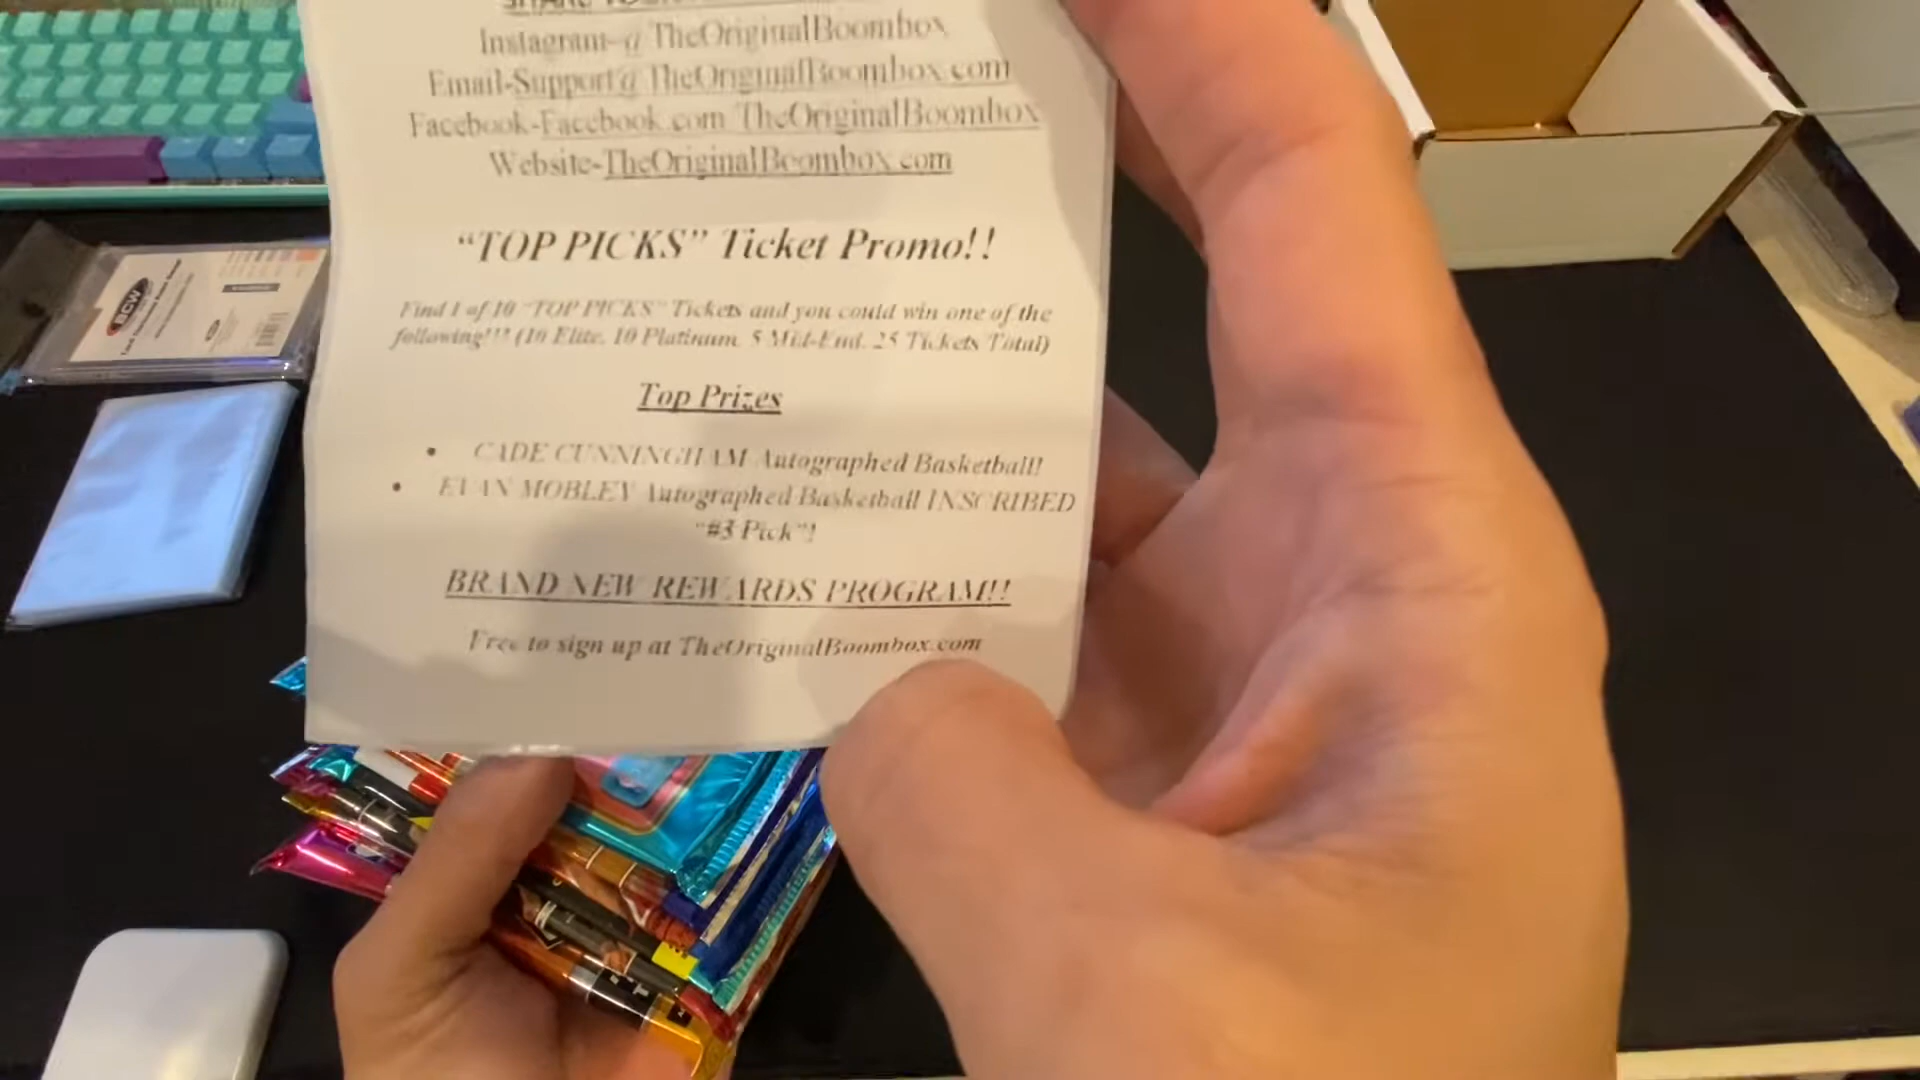 Instagram-@ TheOriginalBoombox
Email-Support@ TheOriginalBoombox.com
Facebook-Facebook.com TheOriginalBoombox
Website-TheOriginalBoombox.com
“TOP PICKS” Ticket Promo!!
Find 1 of 10 “TOP PICKS” Tickets and you could win one of the
following!!! (10 Elite, 10 Platinum, 5 Mid-End, 25 Tickets Total)
Top Prizes
• CADE CUNNINGHAM Autographed Basketball!
• EVAN MOBLEY Autographed Basketball INSCRIBED
“#3 Pick”!
BRAND NEW REWARDS PROGRAM!!
Free to sign up at TheOriginalBoombox.com
BCW